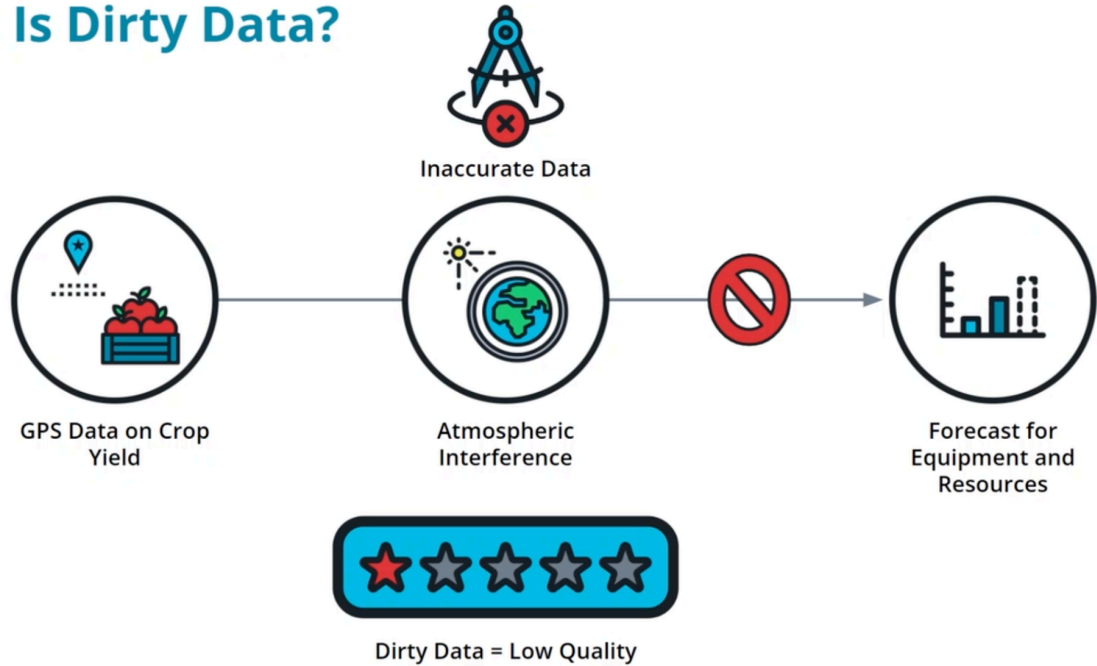 Is Dirty Data?
Inaccurate Data
GPS Data on Crop
Yield
Atmospheric
Interference
Forecast for
Equipment and
Resources
Dirty Data = Low Quality